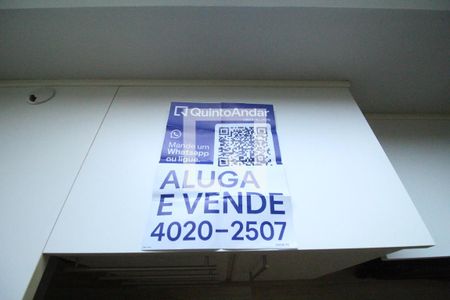 QuintoAndar
Mande um
Whatsapp
ou ligue.
ALUGA
E VENDE
4020-2507